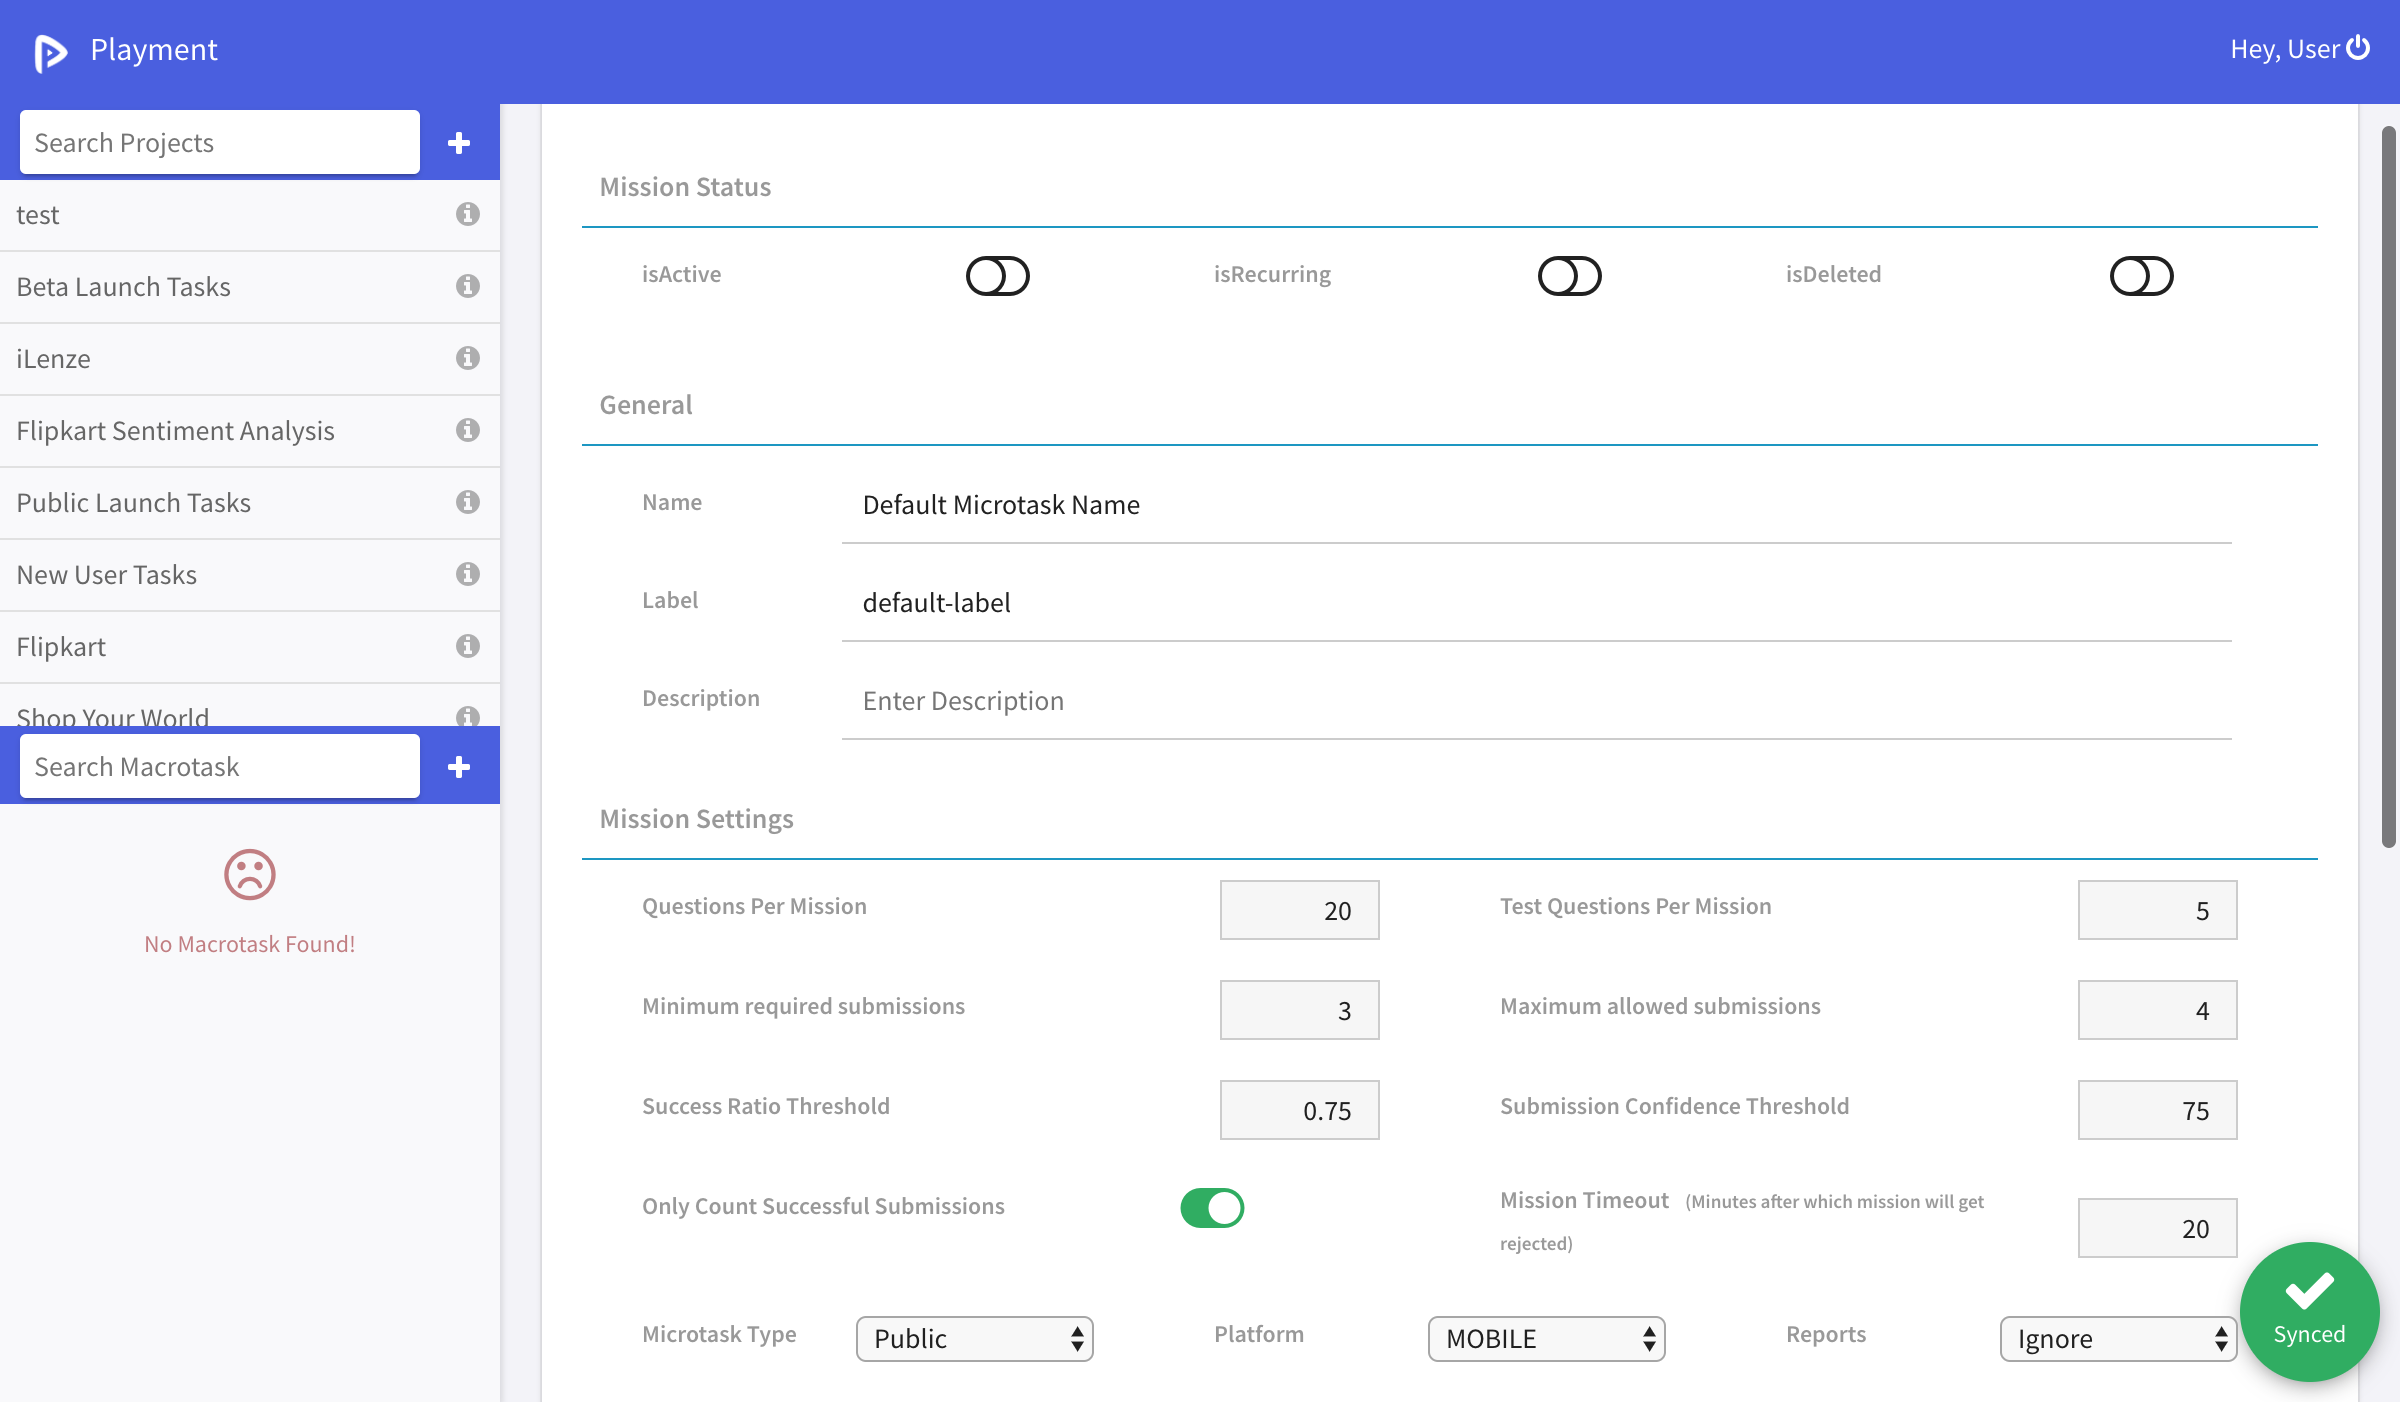 Playment
Hey, User
Search Projects
test
Beta Launch Tasks
iLenze
Flipkart Sentiment Analysis
Public Launch Tasks
New User Tasks
Flipkart
Shop Your World
Search Macrotask
No Macrotask Found!
Mission Status
isActive
isRecurring
isDeleted
General
Name
Default Microtask Name
Label
default-label
Description
Enter Description
Mission Settings
Questions Per Mission
20
Test Questions Per Mission
5
Minimum required submissions
3
Maximum allowed submissions
4
Success Ratio Threshold
0.75
Submission Confidence Threshold
75
Only Count Successful Submissions
Mission Timeout (Minutes after which mission will get
rejected)
20
Microtask Type
Public
Platform
MOBILE
Reports
Ignore
Synced